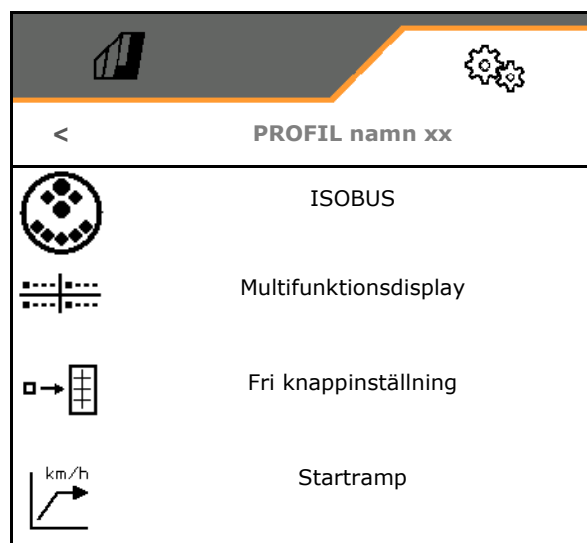 < PROFIL namn xx
ISOBUS
Multifunktionsdisplay
Fri knappinställning
km/h
Startramp